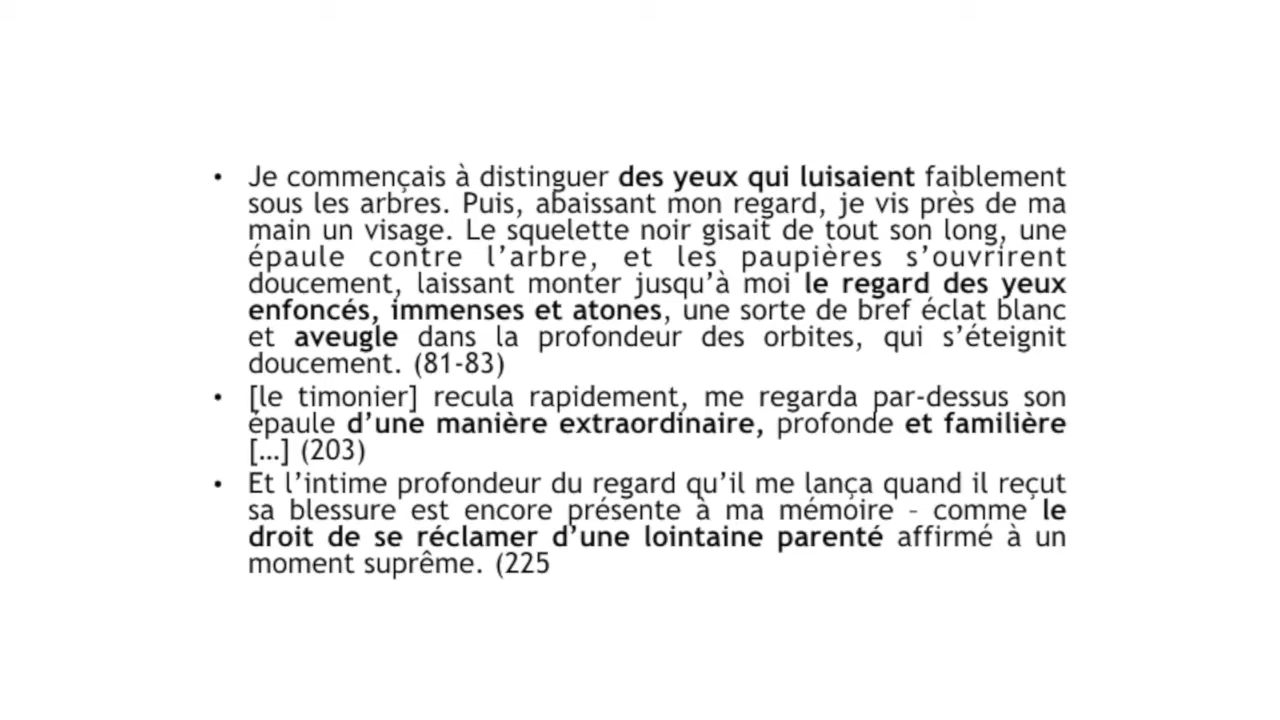 • Je commençais à distinguer des yeux qui luisaient faiblement
sous les arbres. Puis, abaissant mon regard, je vis près de ma
main un visage. Le squelette noir gisait de tout son long, une
épaule contre l’arbre, et les paupières s’ouvrirent
doucement, laissant monter jusqu’à moi le regard des yeux
enfoncés, immenses et atones, une sorte de bref éclat blanc
et aveugle dans la profondeur des orbites, qui s’éteignit
doucement. (81-83)
• [le timonier] recula rapidement, me regarda par-dessus son
épaule d’une manière extraordinaire, profonde et familière
[…] (203)
• Et l’intime profondeur du regard qu’il me lança quand il reçut
sa blessure est encore présente à ma mémoire – comme le
droit de se réclamer d’une lointaine parenté affirmé à un
moment suprême. (225